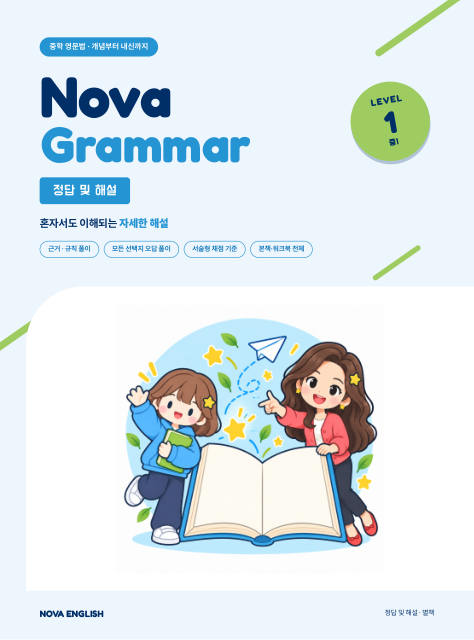 중학 영문법 · 개념부터 내신까지
Nova
Grammar
LEVEL
1
중1
정답 및 해설
혼자서도 이해되는 자세한 해설
근거 · 규칙 풀이
모든 선택지 오답 풀이
서술형 채점 기준
본책·워크북 전체
NOVA ENGLISH
정답 및 해설 · 별책